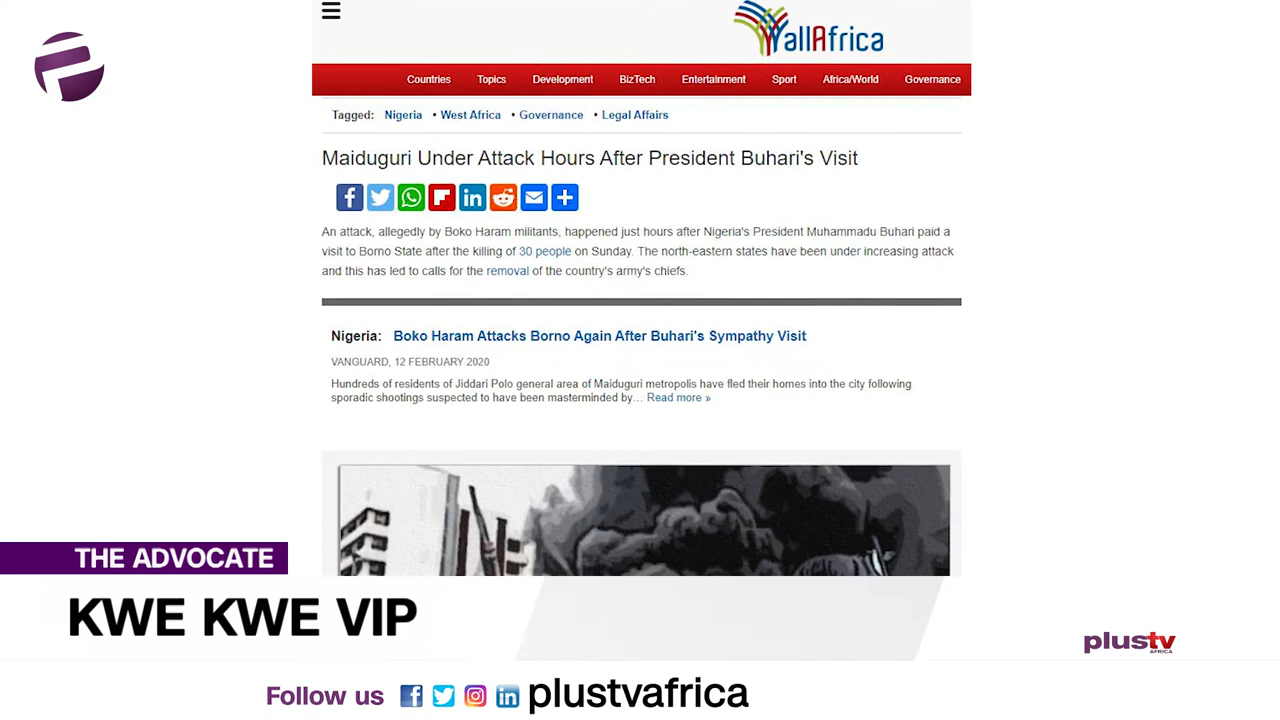 allAfrica
Countries Topics Development BizTech Entertainment Sport Africa/World Governance
Tagged: Nigeria • West Africa • Governance • Legal Affairs
Maiduguri Under Attack Hours After President Buhari's Visit
An attack, allegedly by Boko Haram militants, happened just hours after Nigeria's President Muhammadu Buhari paid a
visit to Borno State after the killing of 30 people on Sunday. The north-eastern states have been under increasing attack
and this has led to calls for the removal of the country's army's chiefs.
Nigeria: Boko Haram Attacks Borno Again After Buhari's Sympathy Visit
VANGUARD, 12 FEBRUARY 2020
Hundreds of residents of Jiddari Polo general area of Maiduguri metropolis have fled their homes into the city following
sporadic shootings suspected to have been masterminded by… Read more »
THE ADVOCATE
KWE KWE VIP
plustv
AFRICA
Follow us plustvafrica